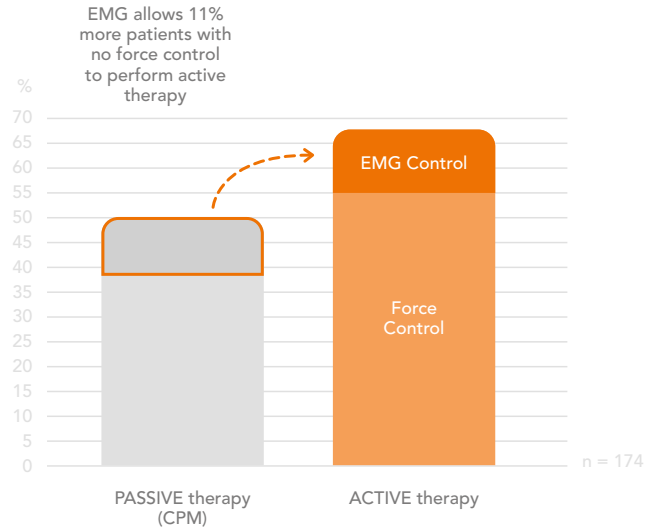 EMG allows 11%
more patients with
no force control
to perform active
therapy
%
70
65
60
55
50
45
40
35
30
25
20
15
10
5
0
EMG Control
Force
Control
n = 174
PASSIVE therapy
(CPM)
ACTIVE therapy